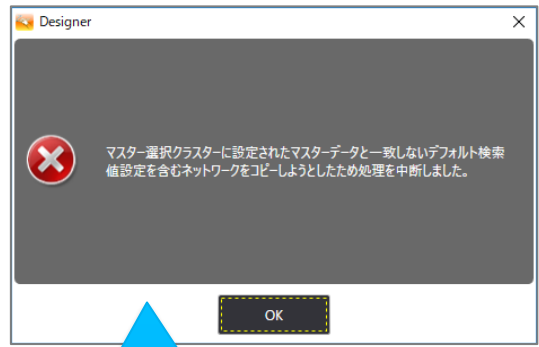 Designer
マスター選択クラスターに設定されたマスターデータと一致しないデフォルト検索
値設定を含むネットワークをコピーしようとしたため処理を中断しました。
OK